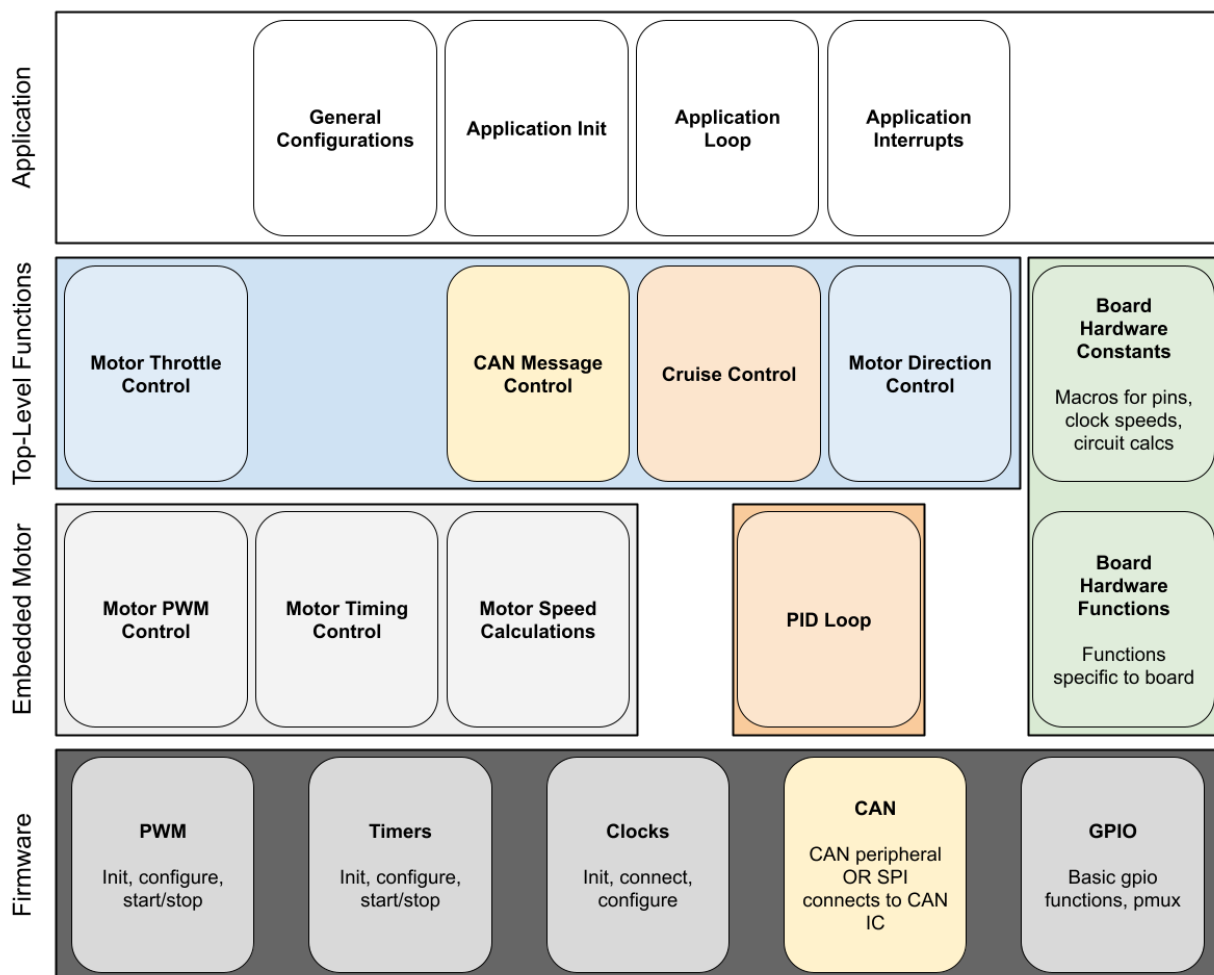 Application
General
Configurations
Application Init
Application
Loop
Application
Interrupts
Top-Level Functions
Motor Throttle
Control
CAN Message
Control
Cruise Control
Motor Direction
Control
Board
Hardware
Constants
Macros for pins,
clock speeds,
circuit calcs
Embedded Motor
Motor PWM
Control
Motor Timing
Control
Motor Speed
Calculations
PID Loop
Board
Hardware
Functions
Functions
specific to board
Firmware
PWM
Init, configure,
start/stop
Timers
Init, configure,
start/stop
Clocks
Init, connect,
configure
CAN
CAN peripheral
OR SPI
connects to CAN
IC
GPIO
Basic gpio
functions, pmux